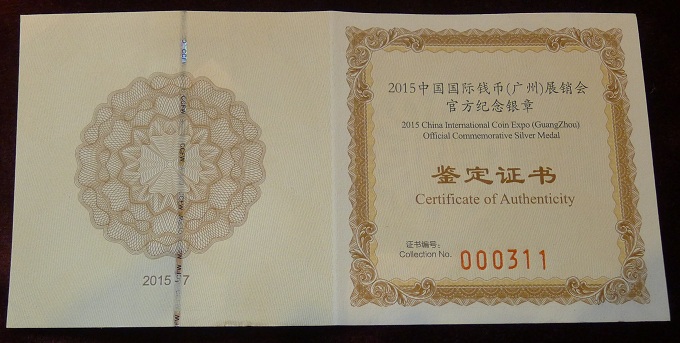 2015 7
2015中国国际钱币(广州)展销会
官方纪念银章
2015 China International Coin Expo (GuangZhou)
Official Commemorative Silver Medal
鉴定证书
Certificate of Authenticity
证书编号:
Collection No. 000311